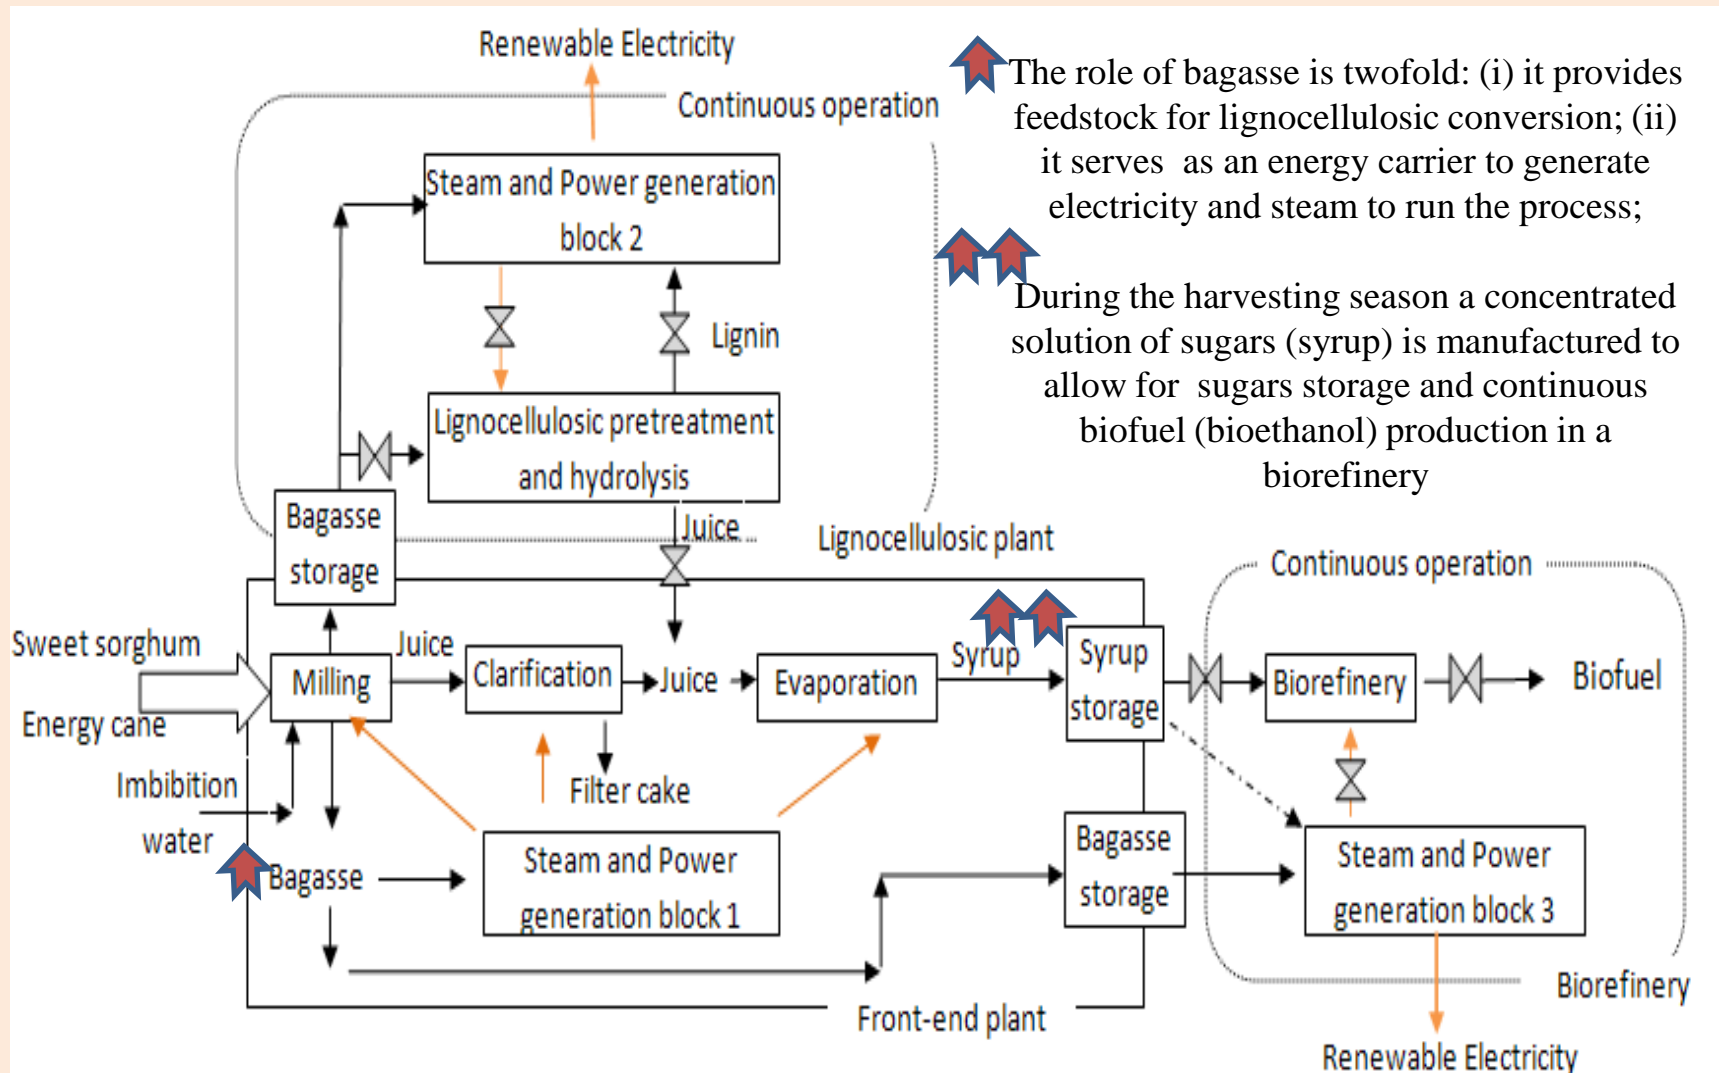 Renewable Electricity
Continuous operation
The role of bagasse is twofold: (i) it provides
feedstock for lignocellulosic conversion; (ii)
it serves as an energy carrier to generate
electricity and steam to run the process;
Steam and Power generation
block 2
During the harvesting season a concentrated
solution of sugars (syrup) is manufactured to
allow for sugars storage and continuous
biofuel (bioethanol) production in a
biorefinery
Lignin
Lignocellulosic pretreatment
and hydrolysis
Bagasse
storage
Juice
Lignocellulosic plant
Continuous operation
Sweet sorghum
Energy cane
Milling
Juice
Clarification
Juice
Evaporation
Syrup
Syrup
storage
Biorefinery
Biofuel
Imbibition
water
Filter cake
Bagasse
Steam and Power
generation block 1
Bagasse
storage
Steam and Power
generation block 3
Front-end plant
Biorefinery
Renewable Electricity